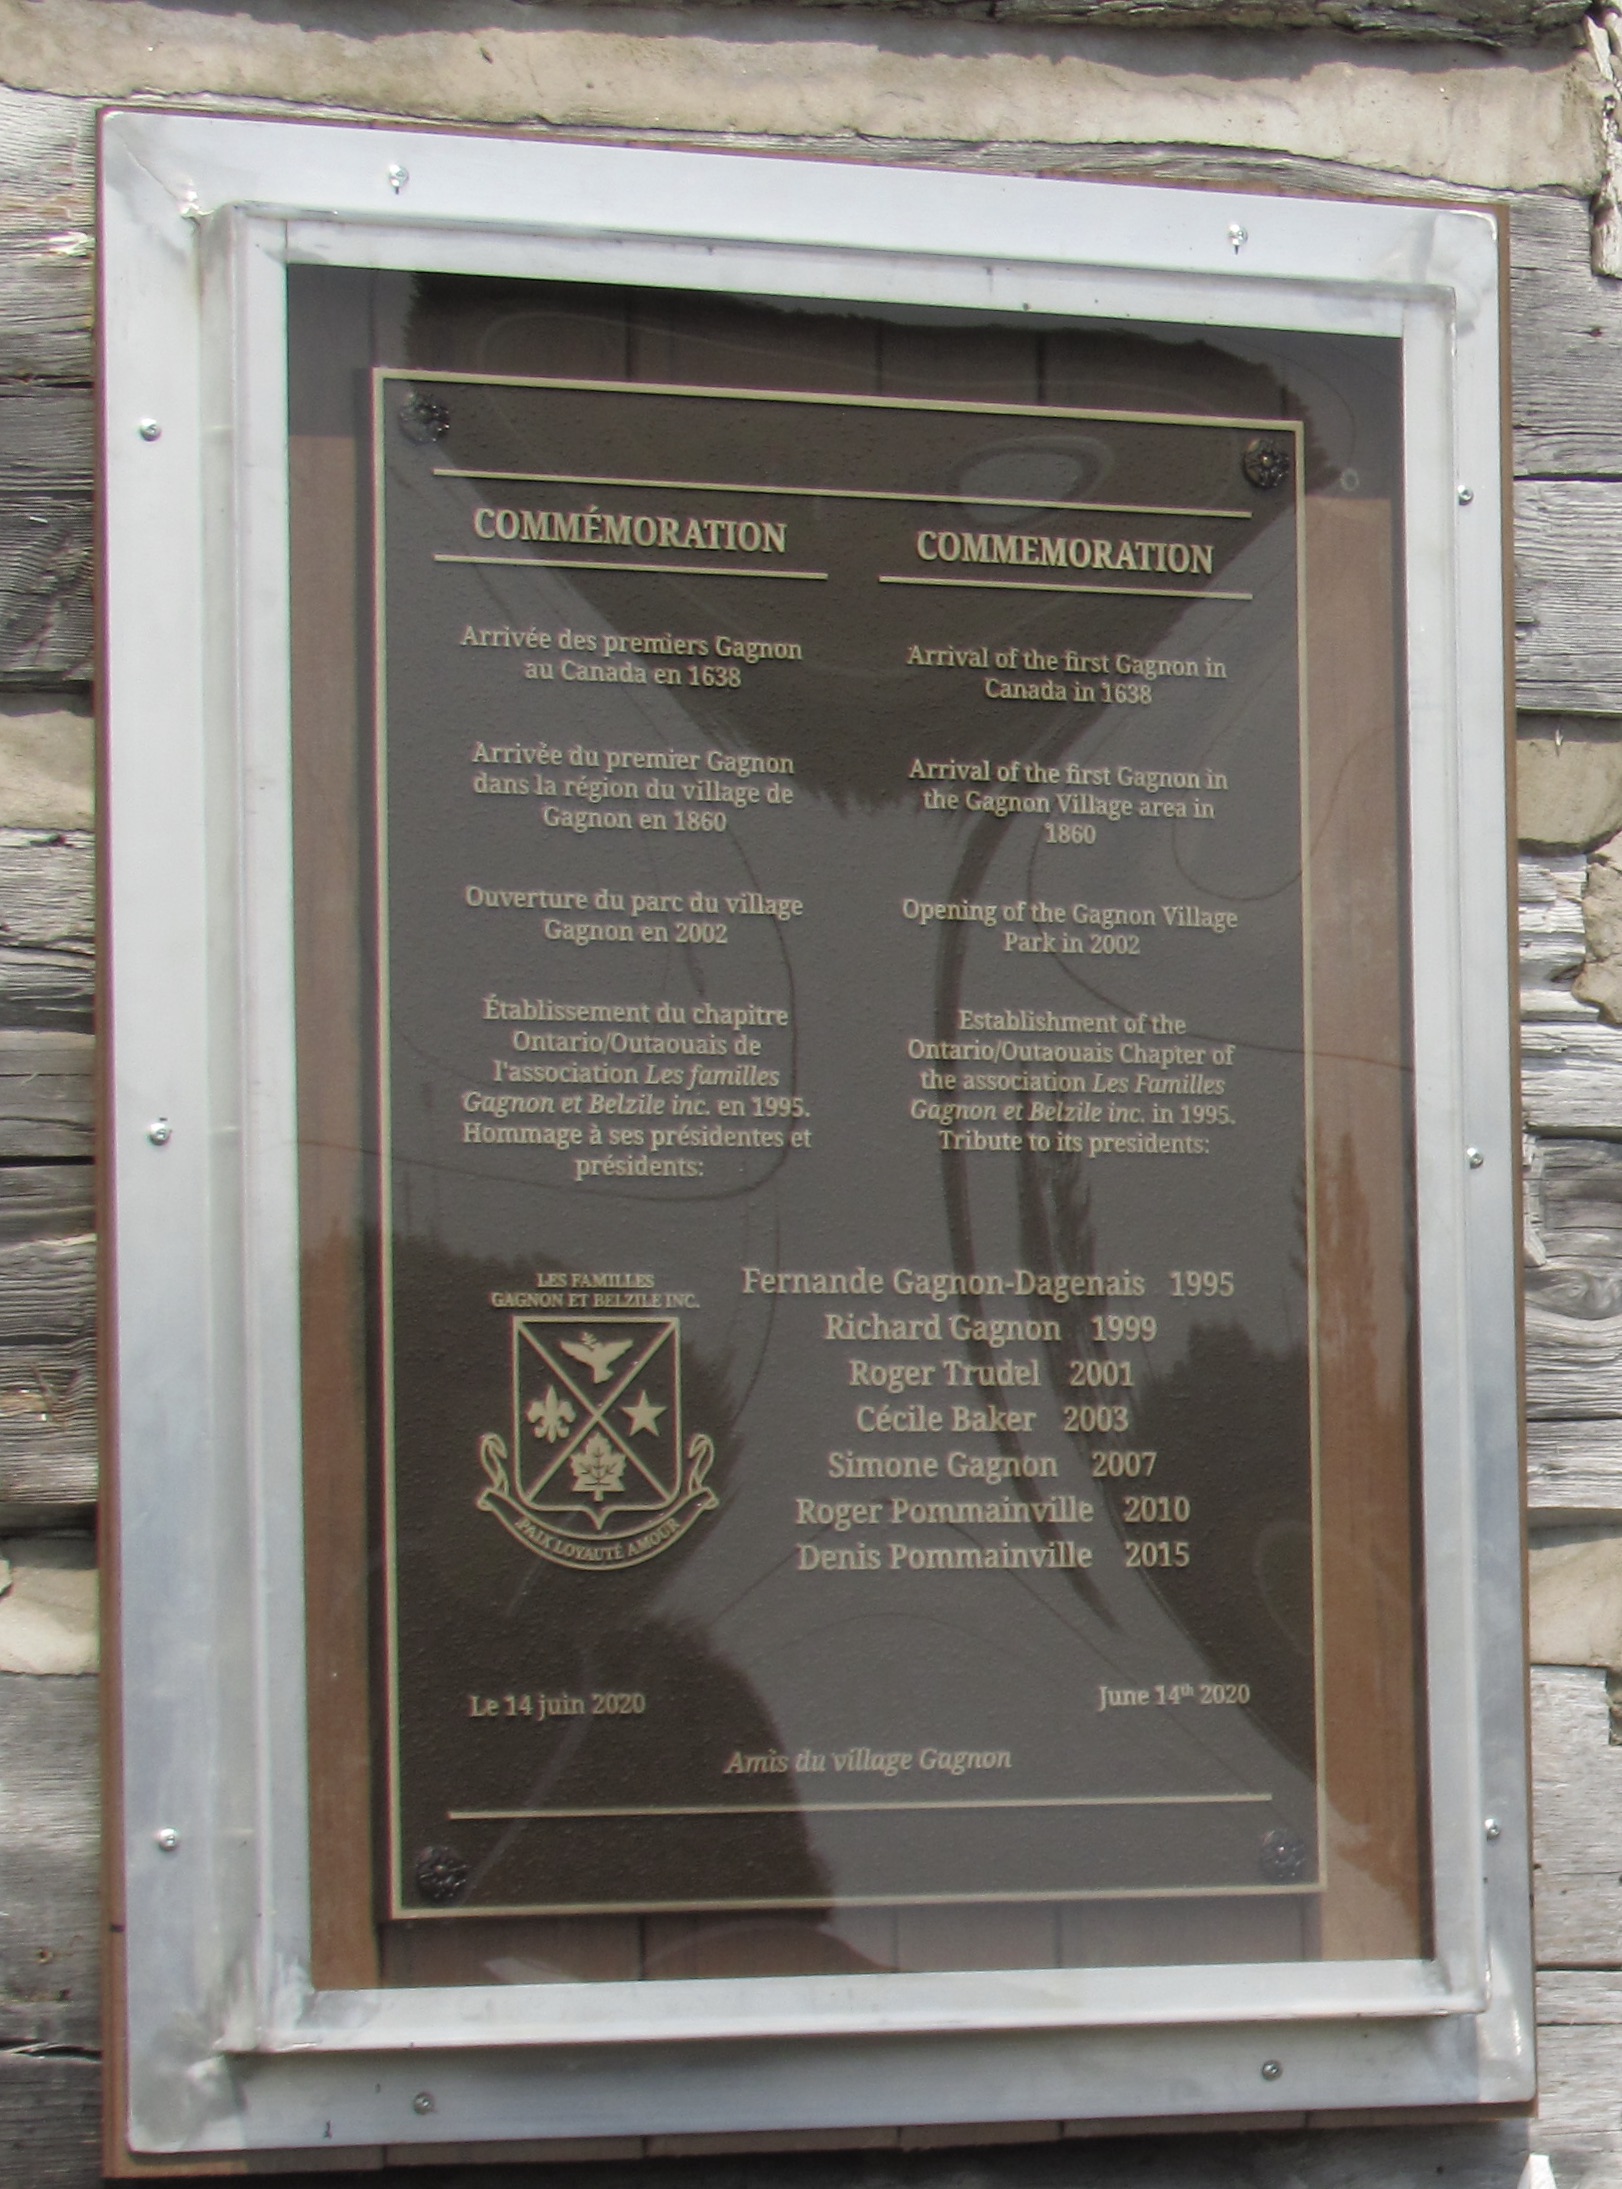 COMMÉMORATION
Arrivée des premiers Gagnon
au Canada en 1638
Arrivée du premier Gagnon
dans la région du village de
Gagnon en 1860
Ouverture du parc du village
Gagnon en 2002
Établissement du chapitre
Ontario/Outaouais de
l'association Les familles
Gagnon et Belzile inc. en 1995.
Hommage à ses présidentes et
présidents:
COMMEMORATION
Arrival of the first Gagnon in
Canada in 1638
Arrival of the first Gagnon in
the Gagnon Village area in
1860
Opening of the Gagnon Village
Park in 2002
Establishment of the
Ontario/Outaouais Chapter of
the association Les Familles
Gagnon et Belzile inc. in 1995.
Tribute to its presidents:
LES FAMILLES
GAGNON ET BELZILE INC.
PAIX LOYAUTÉ AMOUR
Fernande Gagnon-Dagenais 1995
Richard Gagnon 1999
Roger Trudel 2001
Cécile Baker 2003
Simone Gagnon 2007
Roger Pommainville 2010
Denis Pommainville 2015
Le 14 juin 2020
June 14th 2020
Amis du village Gagnon